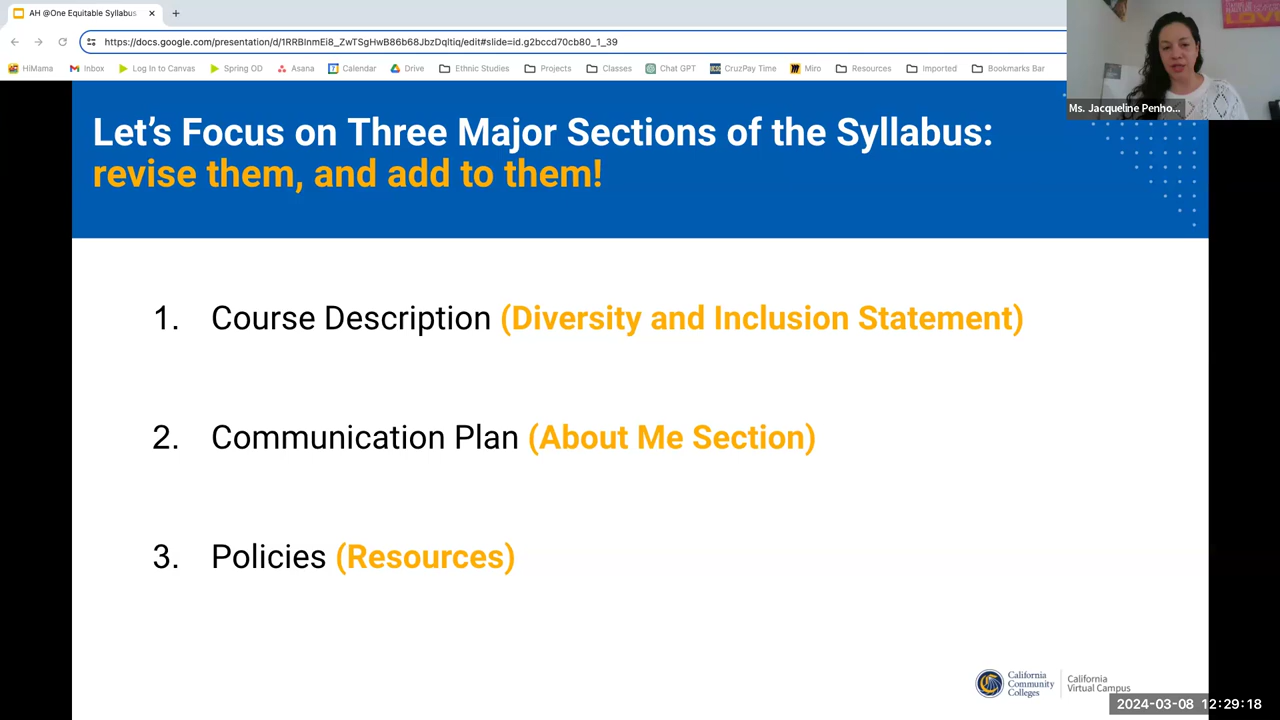 AH @One Equitable Syllabus
https://docs.google.com/presentation/d/1RRBlnmEi8_ZwTSgHwB86b68JbzDqltiq/edit#slide=id.g2bccd70cb80_1_39
HiMama Inbox Log In to Canvas Spring OD Asana Calendar Drive Ethnic Studies Projects Classes Chat GPT CruzPay Time Miro Resources Imported Bookmarks Bar
Ms. Jacqueline Penho...
Let's Focus on Three Major Sections of the Syllabus:
revise them, and add to them!
1. Course Description (Diversity and Inclusion Statement)
2. Communication Plan (About Me Section)
3. Policies (Resources)
California
Community
Colleges
California
Virtual Campus
2024-03-08 12:29:18